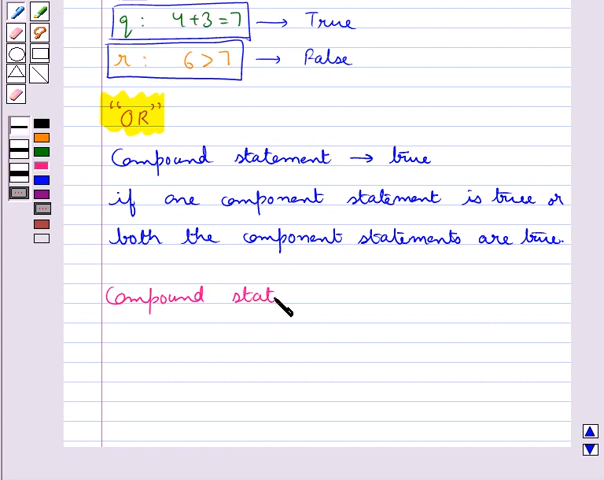 q : 4+3=7 → True
r : 6>7 → False
"OR"
Compound statement → true
if one component statement is true or
both the component statements are true.
Compound stat